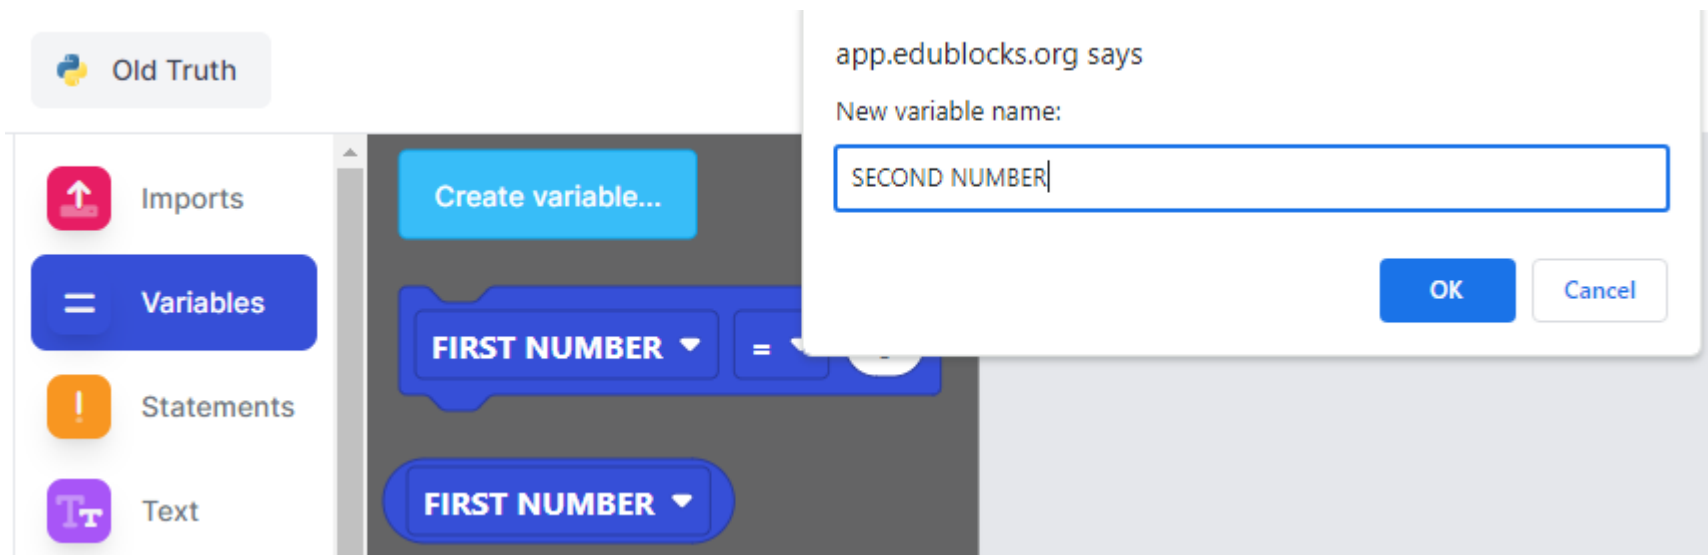 Old Truth
Imports
Variables
Statements
Text
Create variable...
FIRST NUMBER =
FIRST NUMBER
app.edublocks.org says
New variable name:
SECOND NUMBER
OK Cancel